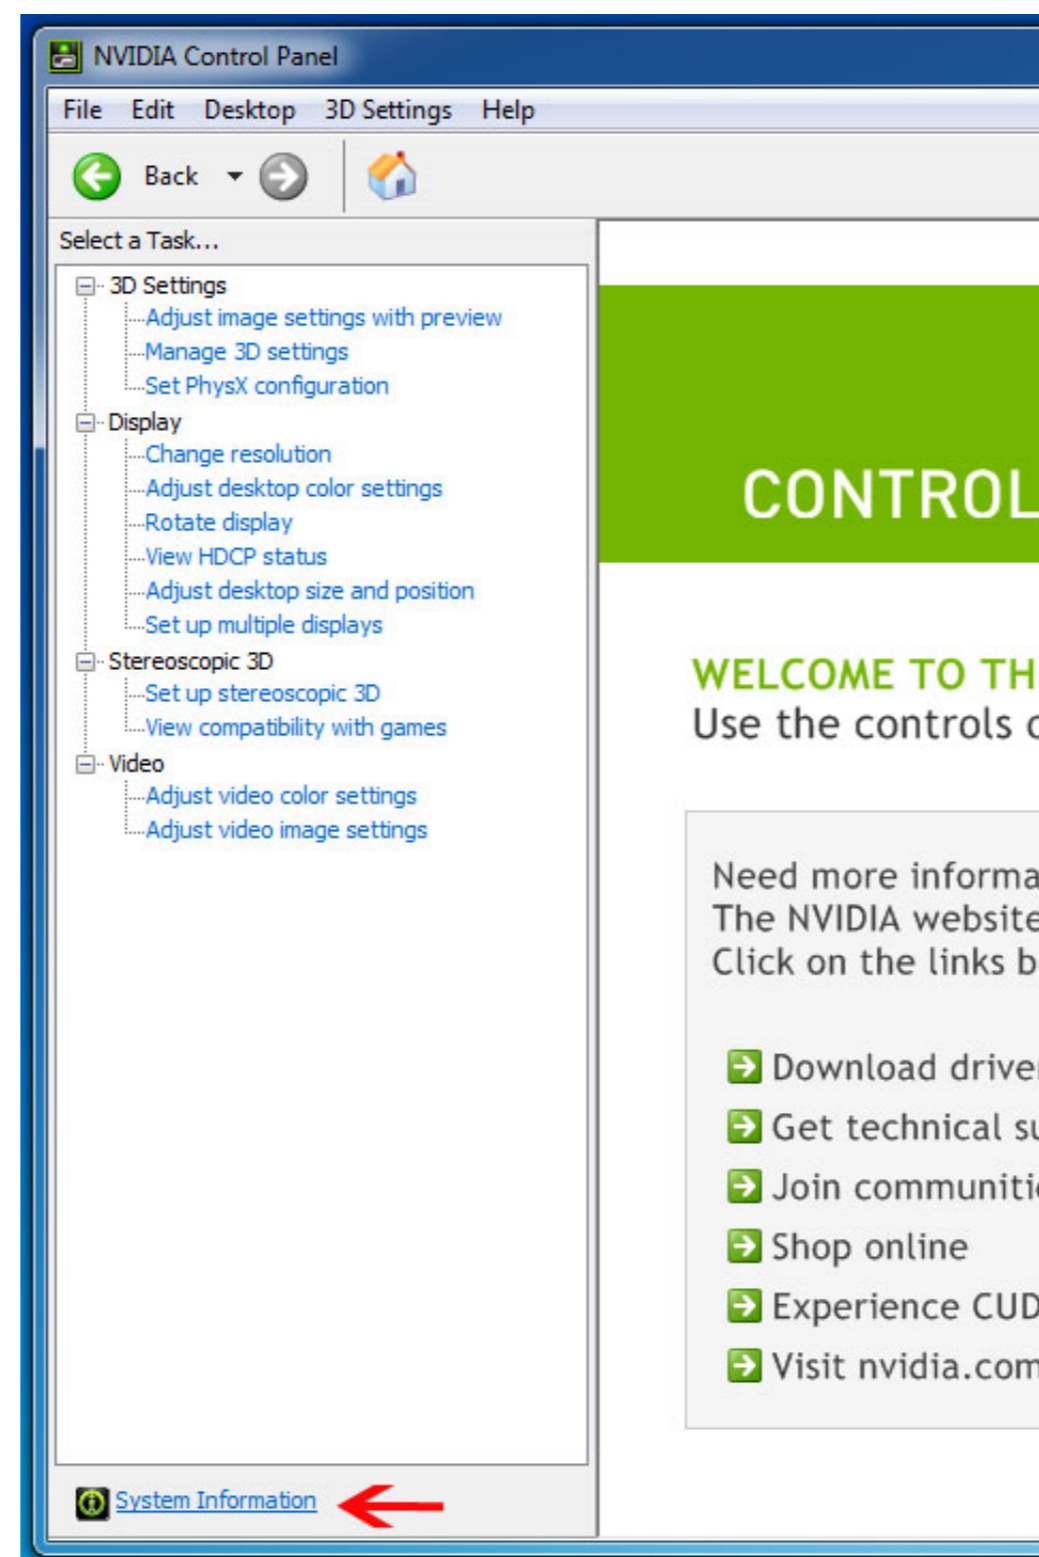 NVIDIA Control Panel
File Edit Desktop 3D Settings Help
Back
Select a Task...
3D Settings
Adjust image settings with preview
Manage 3D settings
Set PhysX configuration
Display
Change resolution
Adjust desktop color settings
Rotate display
View HDCP status
Adjust desktop size and position
Set up multiple displays
Stereoscopic 3D
Set up stereoscopic 3D
View compatibility with games
Video
Adjust video color settings
Adjust video image settings
System Information
CONTROL
WELCOME TO TH
Use the controls
Need more informa
The NVIDIA website
Click on the links b
Download driver
Get technical su
Join communitie
Shop online
Experience CUD
Visit nvidia.com